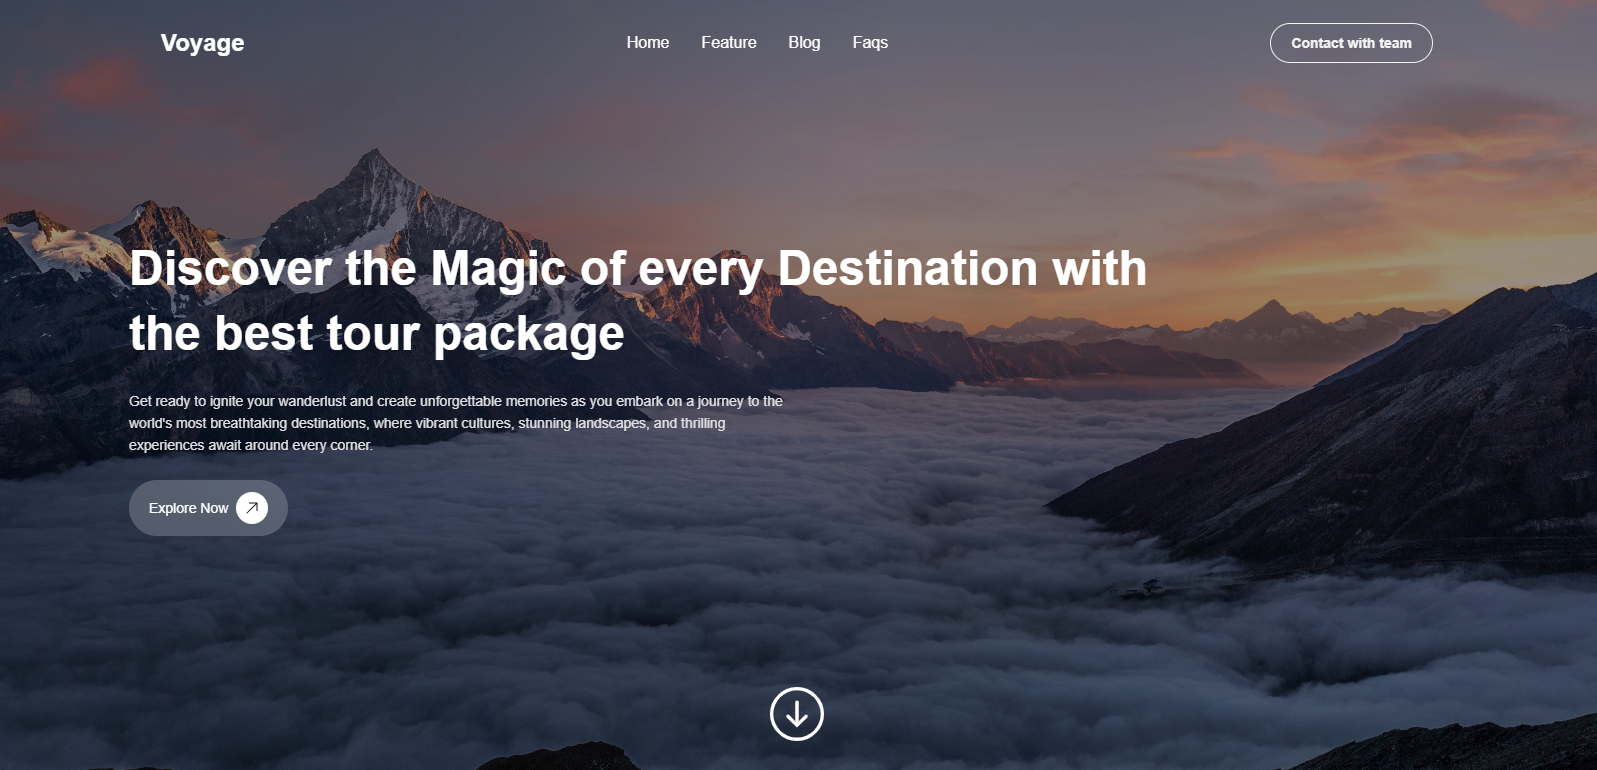 Voyage
Home
Feature
Blog
Faqs
Contact with team
Discover the Magic of every Destination with
the best tour package
Get ready to ignite your wanderlust and create unforgettable memories as you embark on a journey to the
world's most breathtaking destinations, where vibrant cultures, stunning landscapes, and thrilling
experiences await around every corner.
Explore Now